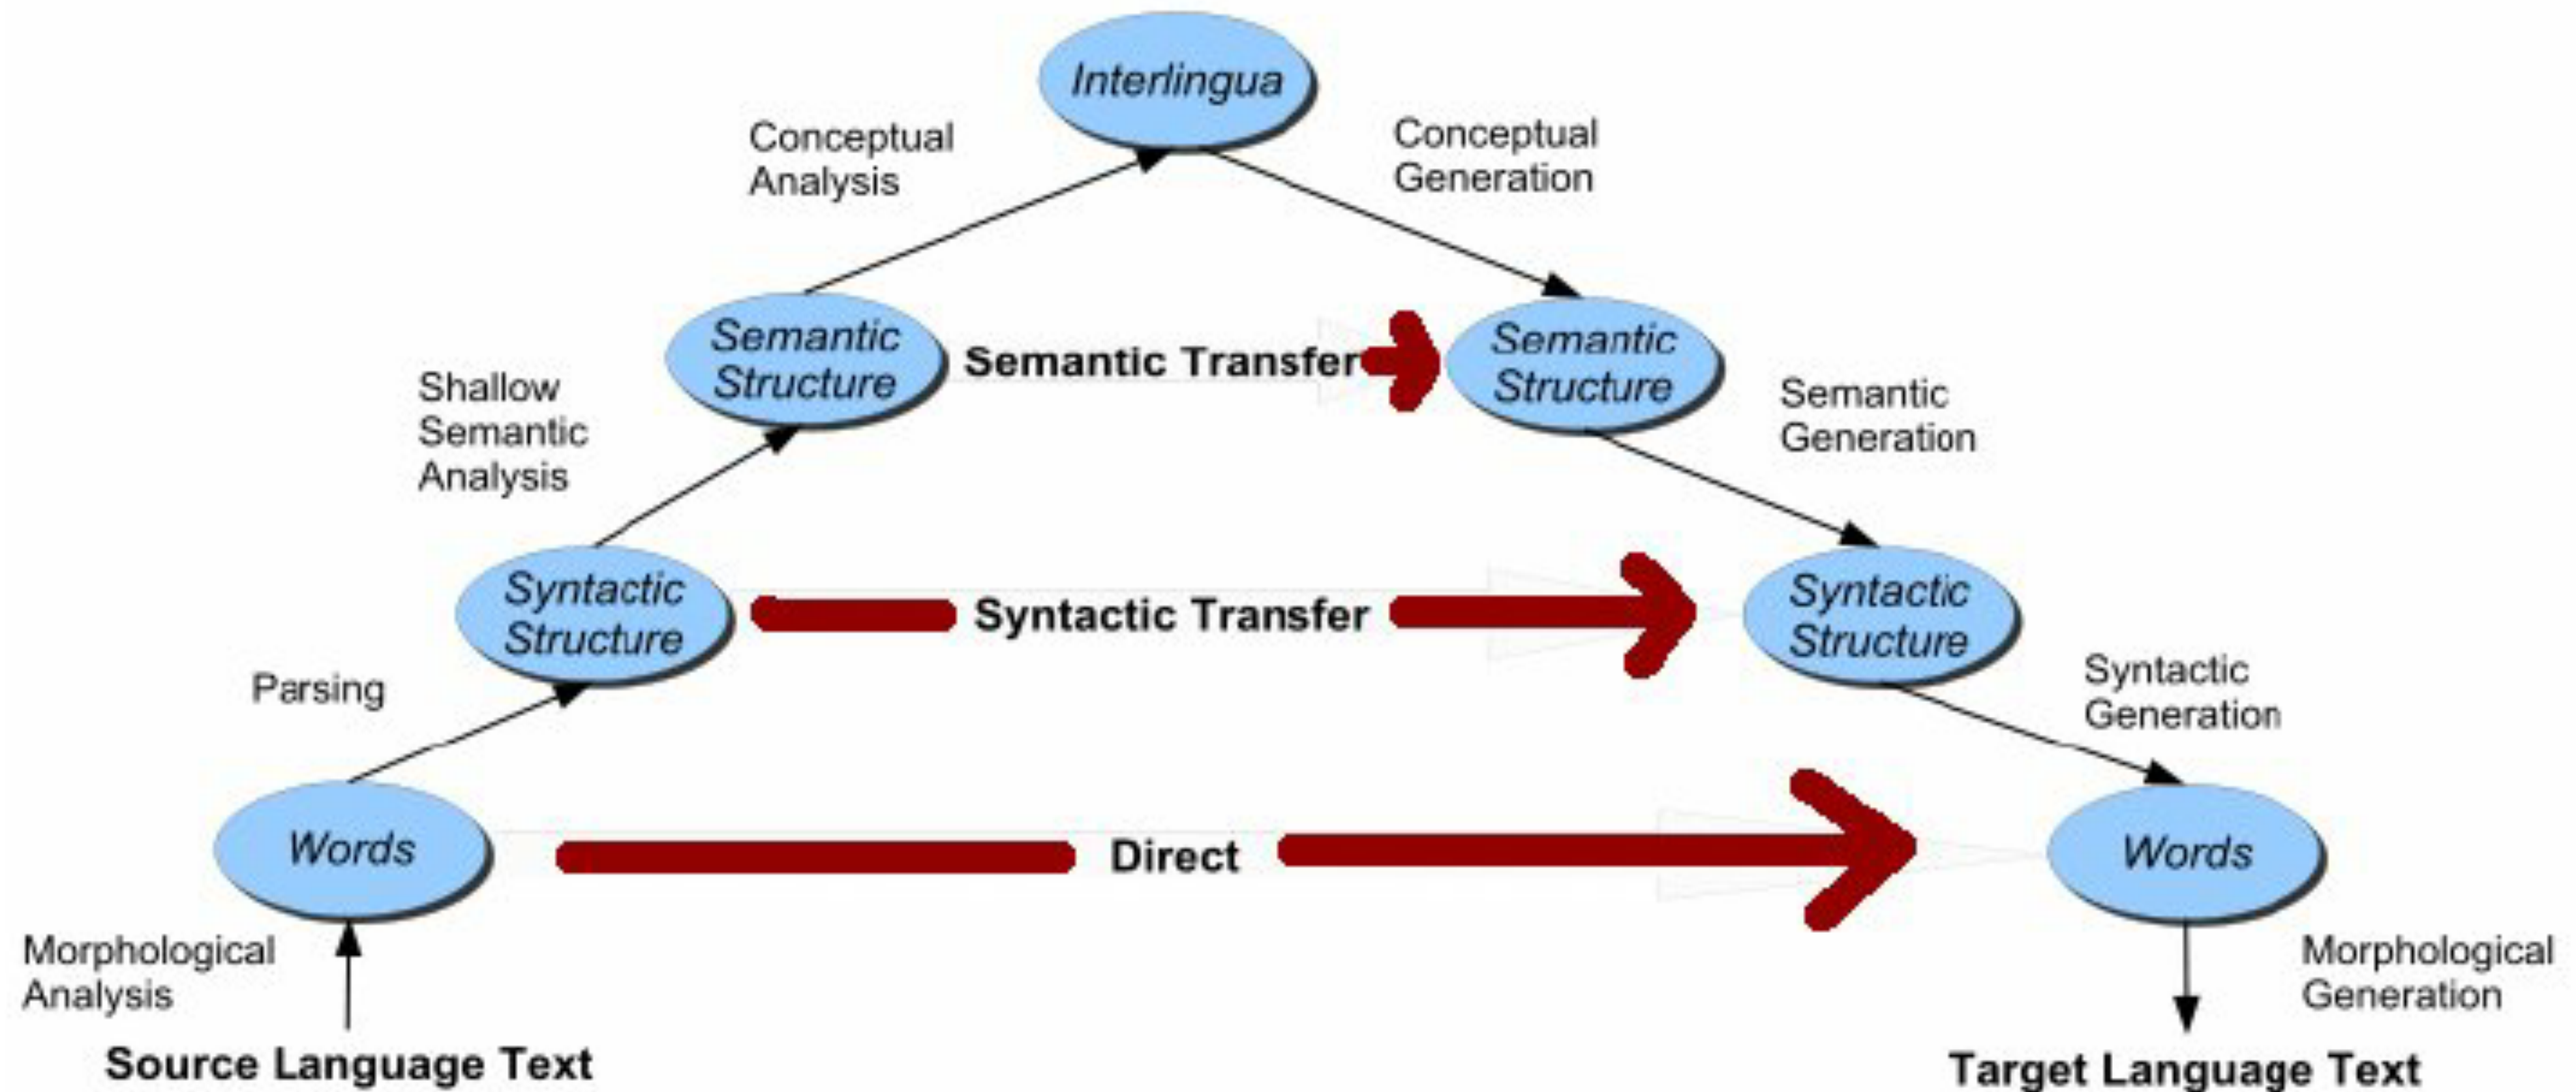 Interlingua
Conceptual
Analysis
Conceptual
Generation
Semantic
Structure
Semantic Transfer
Semantic
Structure
Shallow
Semantic
Analysis
Semantic
Generation
Syntactic
Structure
Syntactic Transfer
Syntactic
Structure
Parsing
Syntactic
Generation
Words
Direct
Words
Morphological
Analysis
Morphological
Generation
Source Language Text
Target Language Text